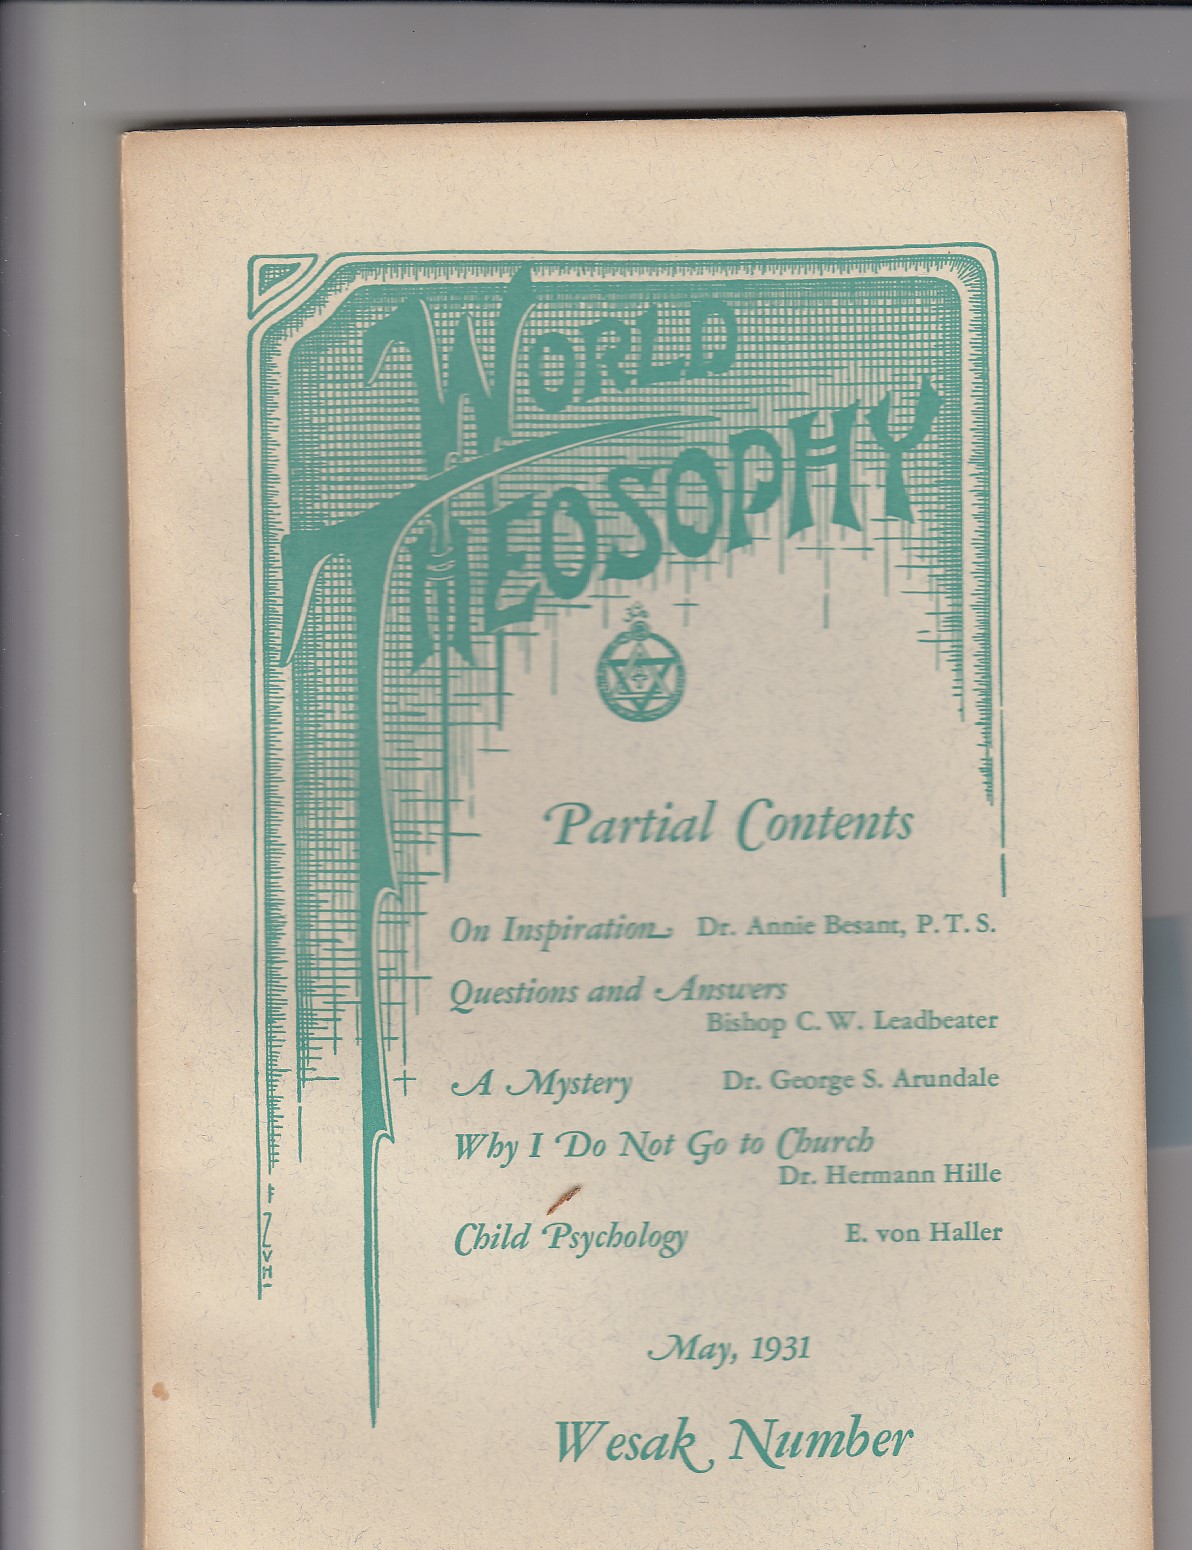 WORLD
THEOSOPHY
ॐ
Partial Contents
On Inspiration Dr. Annie Besant, P. T. S.
Questions and Answers
Bishop C. W. Leadbeater
A Mystery Dr. George S. Arundale
Why I Do Not Go to Church
Dr. Hermann Hille
Child Psychology E. von Haller
May, 1931
Wesak Number